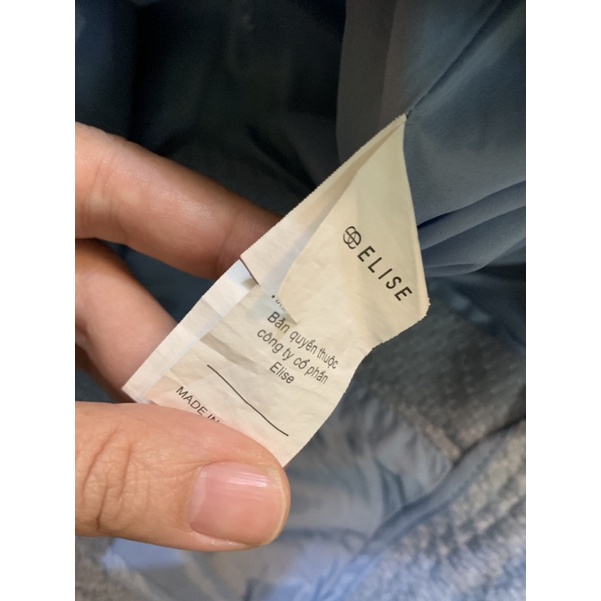 ELISE
Bản quyền thuộc
công ty cổ phần
Elise
MADE IN